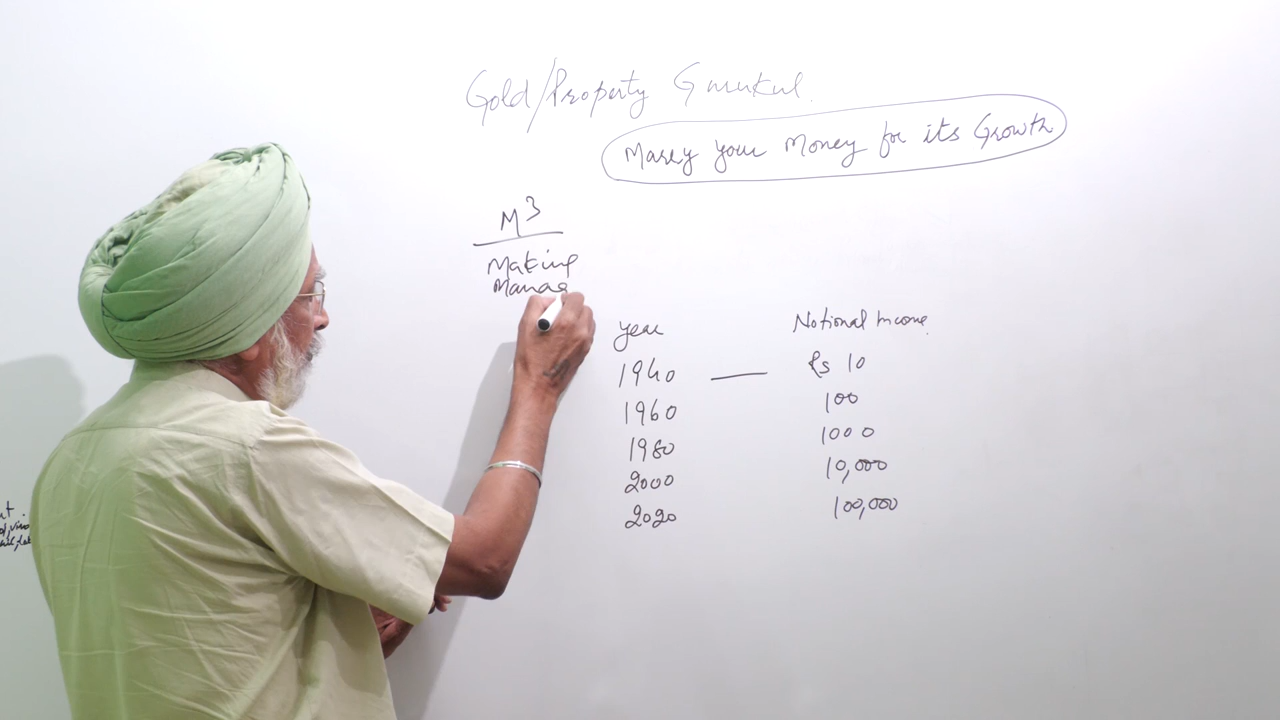 Gold/Property Gurukul.
Marry your Money for its Growth
M3
Making
Manag
year Notional Income
1940 — Rs 10
1960 100
1980 1000
2000 10,000
2020 100,000